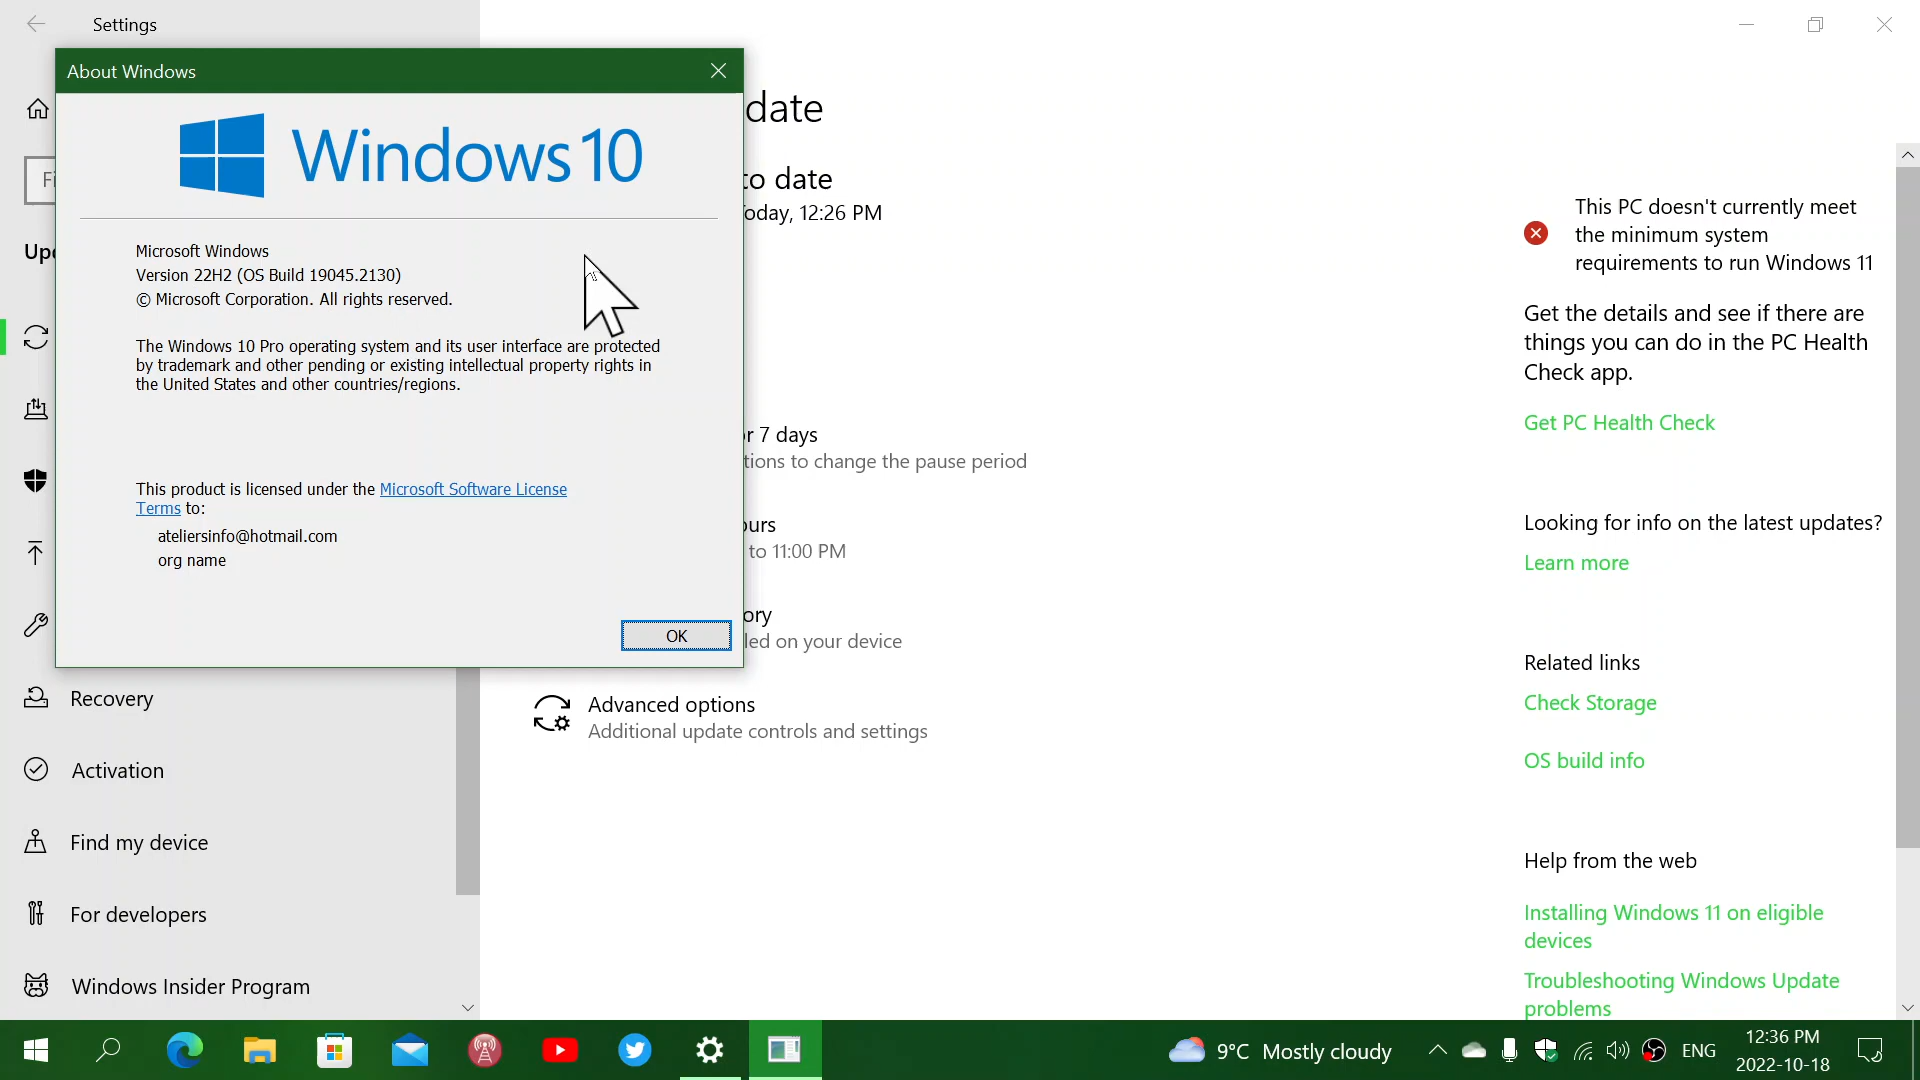 Settings
About Windows
Windows 10
Microsoft Windows
Version 22H2 (OS Build 19045.2130)
© Microsoft Corporation. All rights reserved.
The Windows 10 Pro operating system and its user interface are protected
by trademark and other pending or existing intellectual property rights in
the United States and other countries/regions.
This product is licensed under the Microsoft Software License
Terms to:
ateliersinfo@hotmail.com
org name
OK
Fi
Upd
Recovery
Activation
Find my device
For developers
Windows Insider Program
date
to date
oday, 12:26 PM
r 7 days
tions to change the pause period
ours
to 11:00 PM
ory
led on your device
Advanced options
Additional update controls and settings
This PC doesn't currently meet
the minimum system
requirements to run Windows 11
Get the details and see if there are
things you can do in the PC Health
Check app.
Get PC Health Check
Looking for info on the latest updates?
Learn more
Related links
Check Storage
OS build info
Help from the web
Installing Windows 11 on eligible
devices
Troubleshooting Windows Update
problems
9°C Mostly cloudy
ENG
12:36 PM
2022-10-18